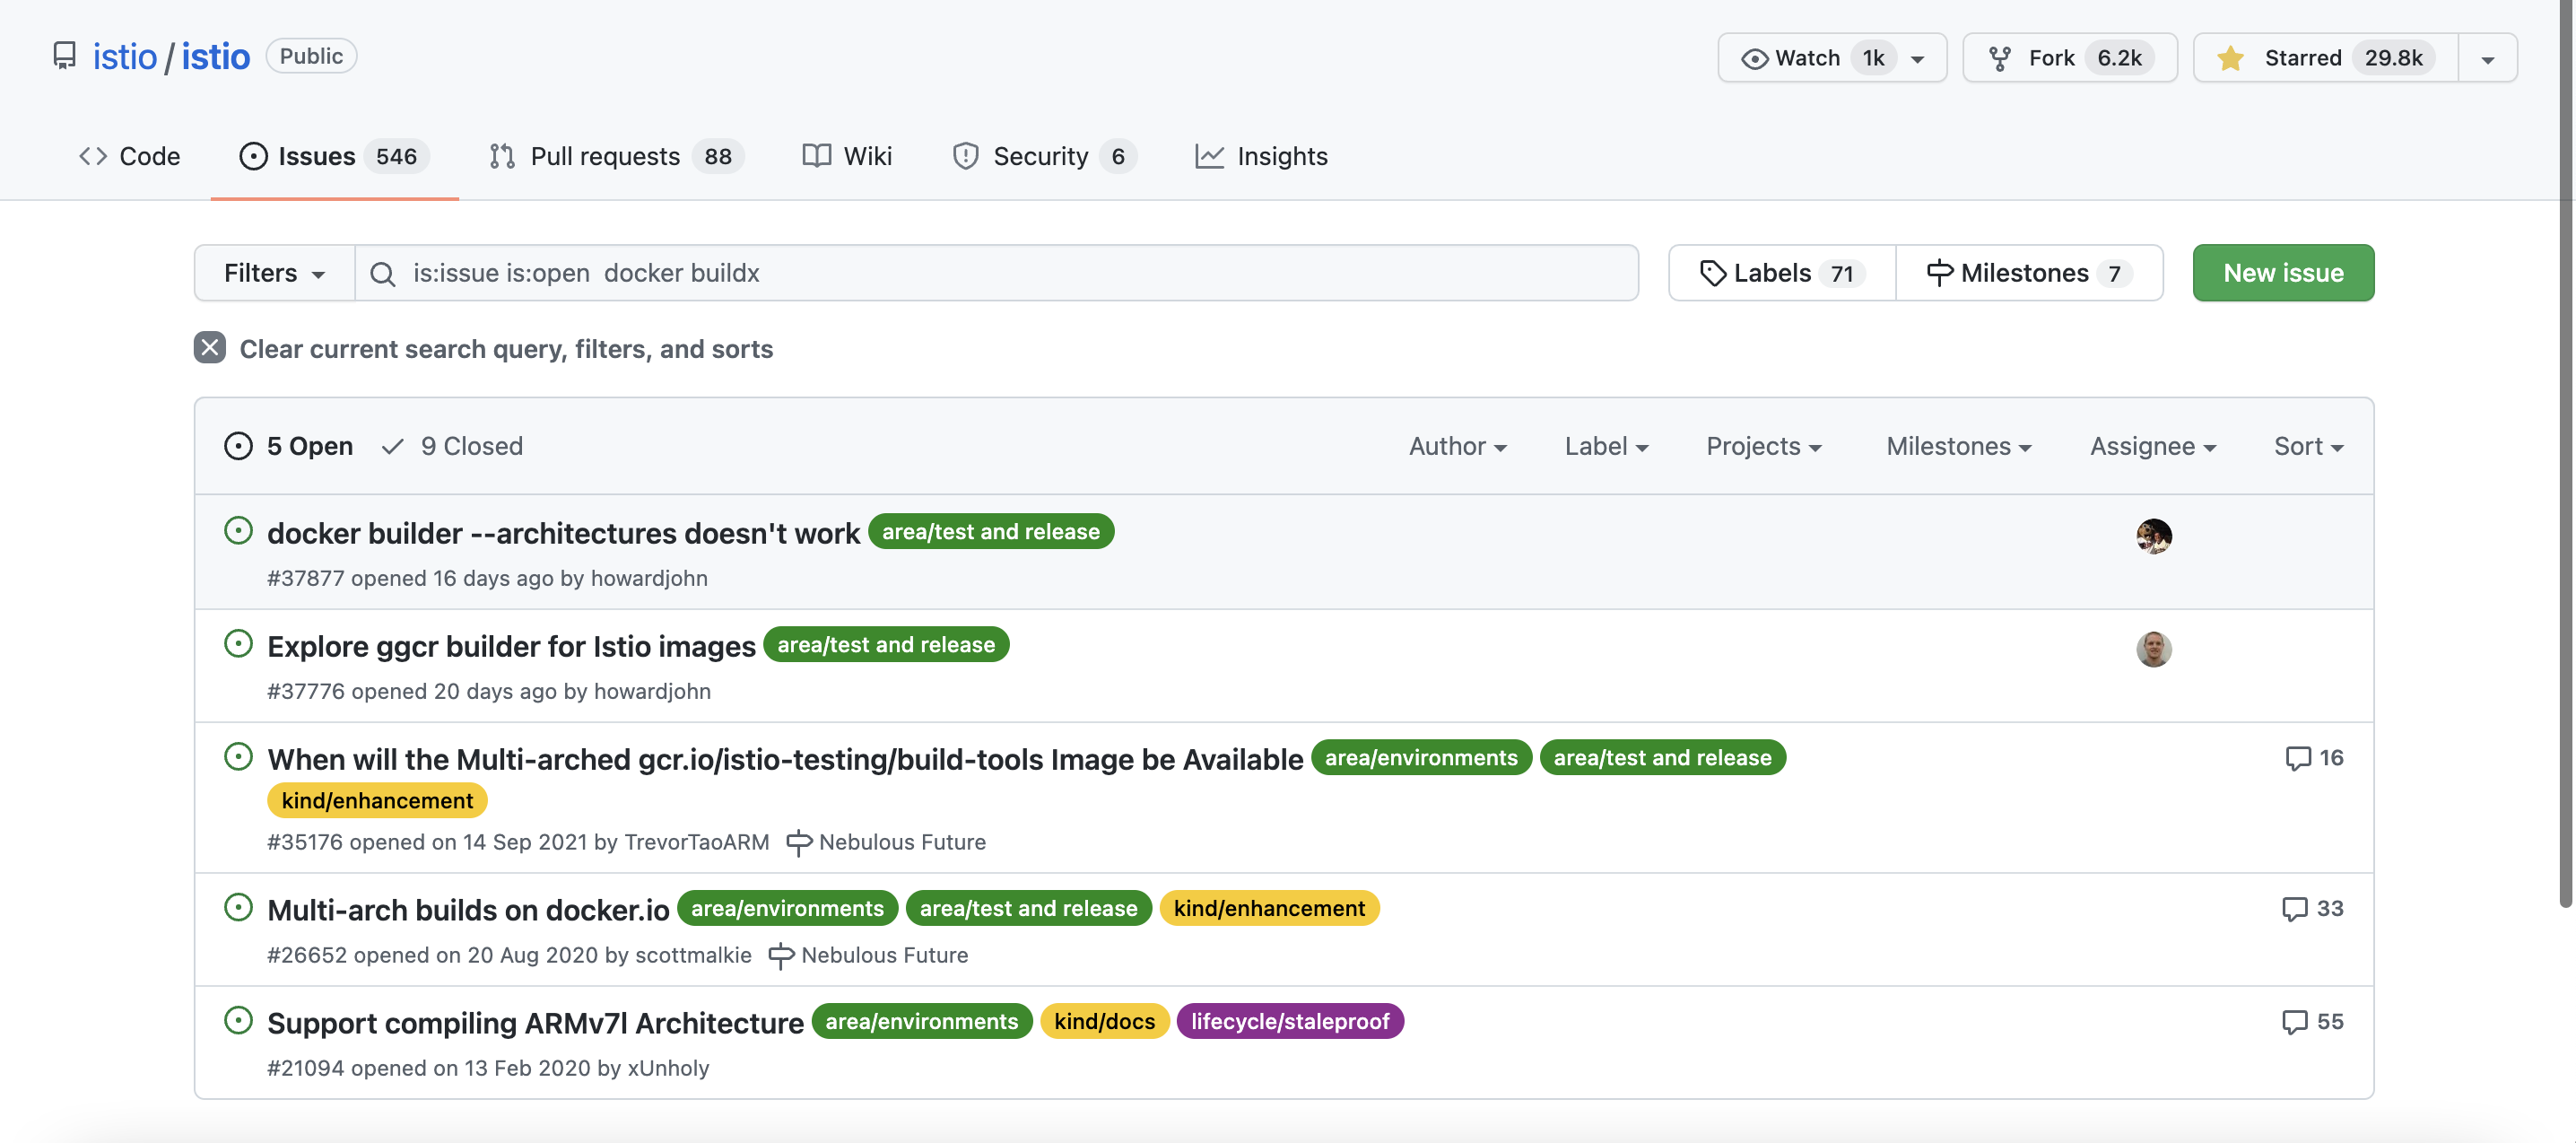 istio / istio Public Watch 1k Fork 6.2k Starred 29.8k
Code Issues 546 Pull requests 88 Wiki Security 6 Insights
Filters is:issue is:open docker buildx Labels 71 Milestones 7 New issue
Clear current search query, filters, and sorts
5 Open 9 Closed Author Label Projects Milestones Assignee Sort
docker builder --architectures doesn't work area/test and release
#37877 opened 16 days ago by howardjohn
Explore ggcr builder for Istio images area/test and release
#37776 opened 20 days ago by howardjohn
When will the Multi-arched gcr.io/istio-testing/build-tools Image be Available area/environments area/test and release 16
kind/enhancement
#35176 opened on 14 Sep 2021 by TrevorTaoARM Nebulous Future
Multi-arch builds on docker.io area/environments area/test and release kind/enhancement 33
#26652 opened on 20 Aug 2020 by scottmalkie Nebulous Future
Support compiling ARMv7l Architecture area/environments kind/docs lifecycle/staleproof 55
#21094 opened on 13 Feb 2020 by xUnholy